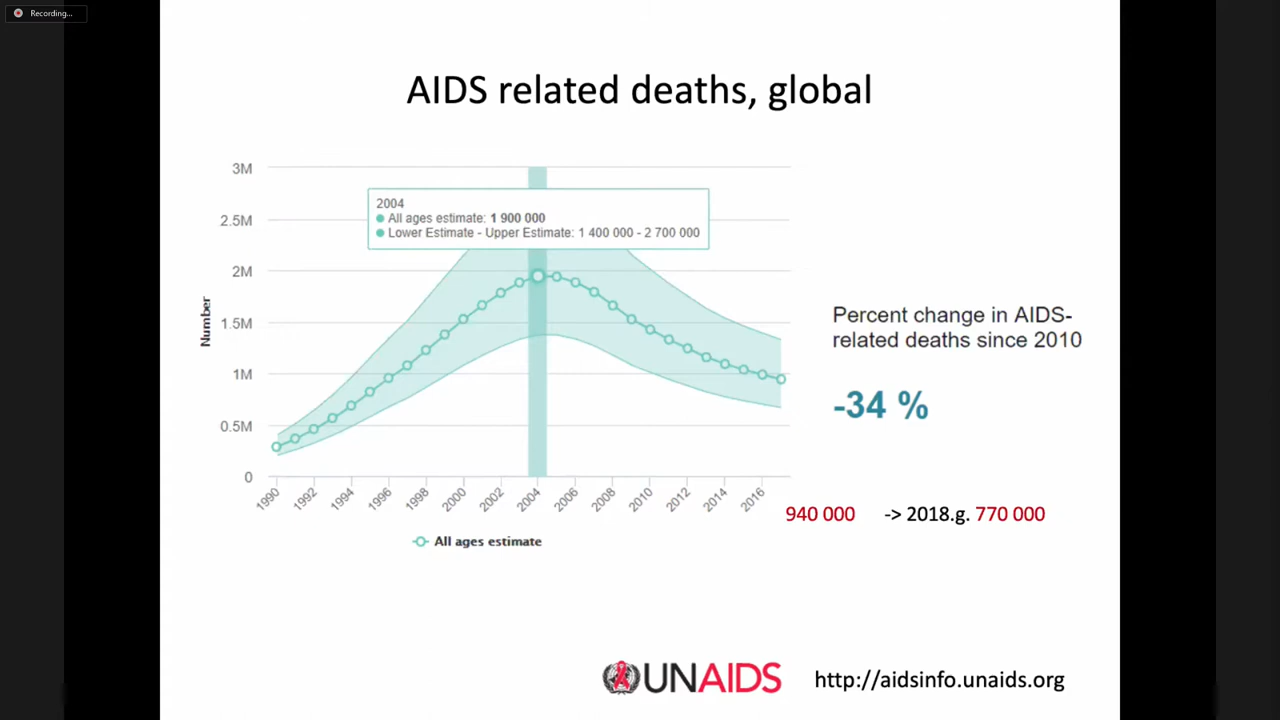 Recording...
AIDS related deaths, global
3M
2.5M
2M
1.5M
1M
0.5M
0
Number
2004
All ages estimate: 1 900 000
Lower Estimate - Upper Estimate: 1 400 000 - 2 700 000
1990
1992
1994
1996
1998
2000
2002
2004
2006
2008
2010
2012
2014
2016
All ages estimate
Percent change in AIDS-
related deaths since 2010
-34 %
940 000 -> 2018.g. 770 000
UNAIDS
http://aidsinfo.unaids.org